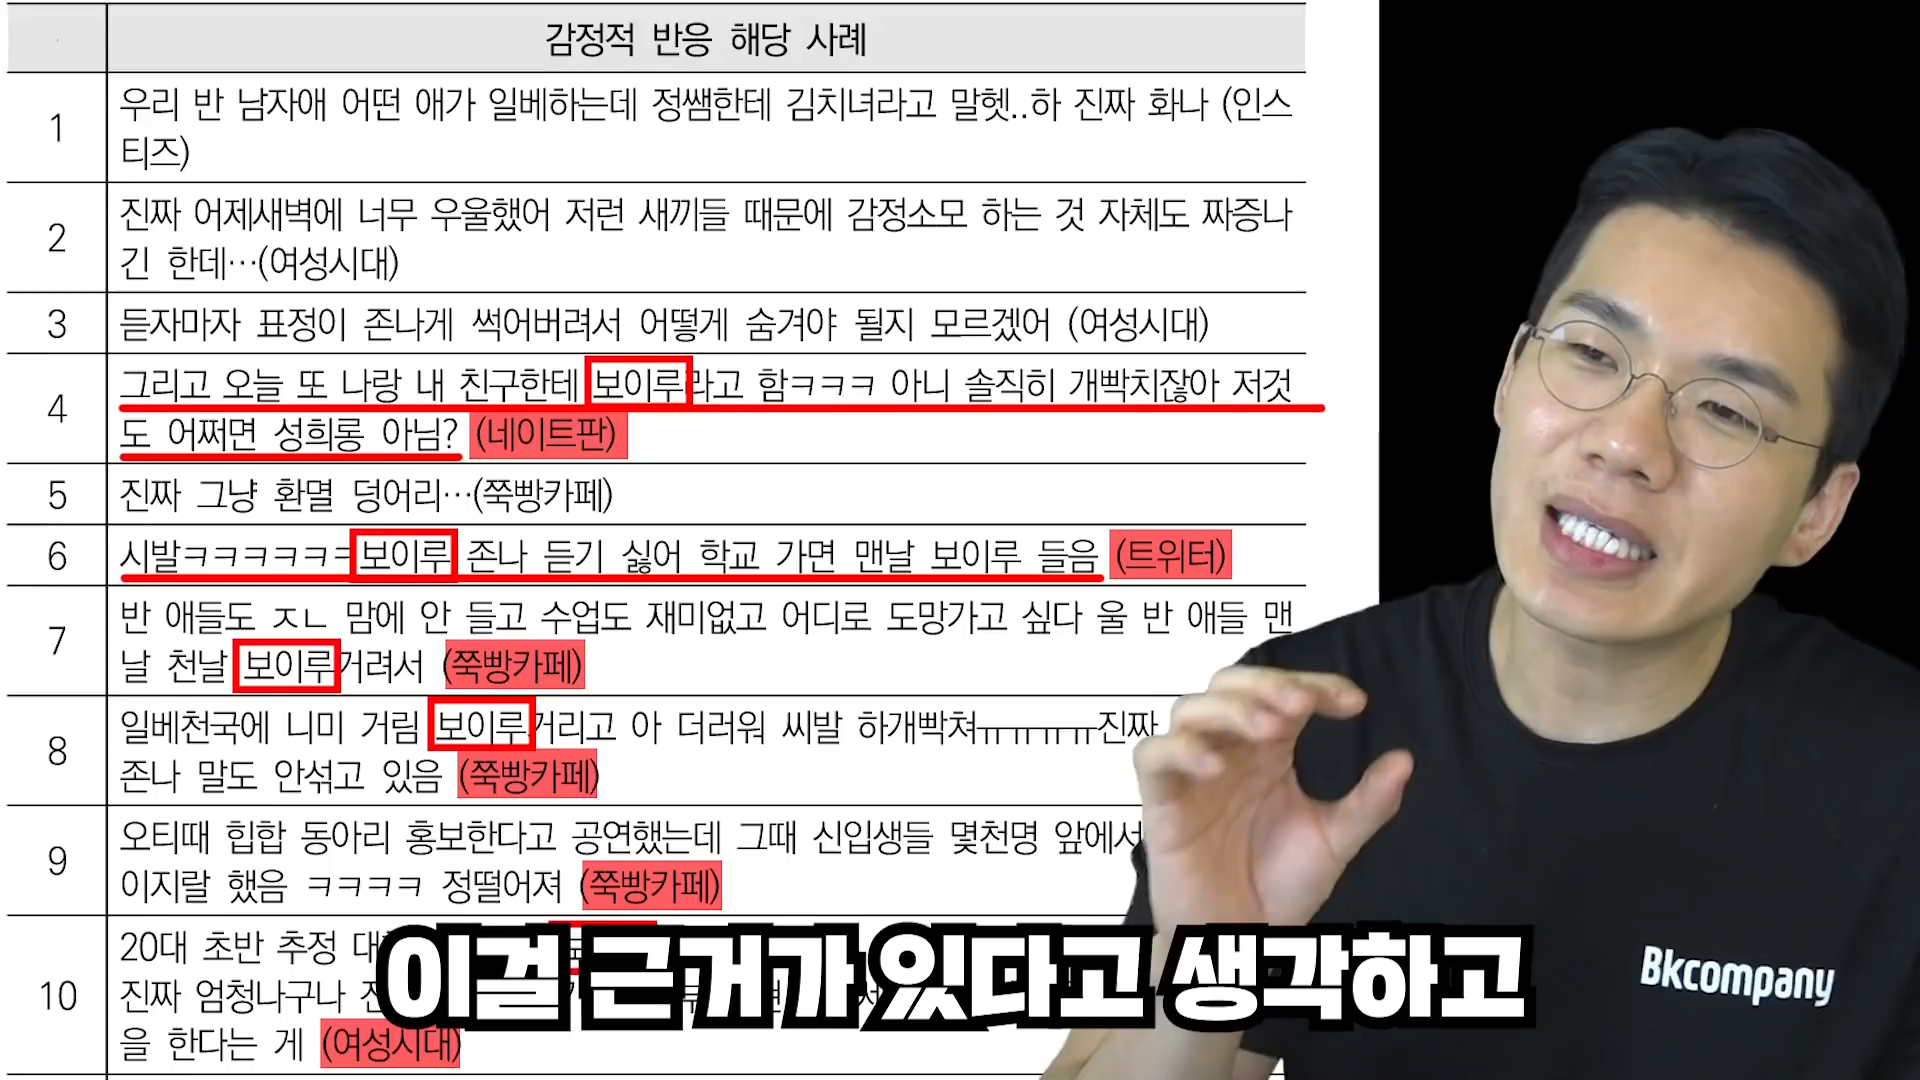 감정적 반응 해당 사례
1
우리 반 남자애 어떤 애가 일베하는데 정쌤한테 김치녀라고 말헷..하 진짜 화나 (인스
티즈)
2
진짜 어제새벽에 너무 우울했어 저런 새끼들 때문에 감정소모 하는 것 자체도 짜증나
긴 한데…(여성시대)
3
듣자마자 표정이 존나게 썩어버려서 어떻게 숨겨야 될지 모르겠어 (여성시대)
4
그리고 오늘 또 나랑 내 친구한테 보이루라고 함ㅋㅋㅋ 아니 솔직히 개빡치잖아 저것
도 어쩌면 성희롱 아님? (네이트판)
5
진짜 그냥 환멸 덩어리…(쭉빵카페)
6
시발ㅋㅋㅋㅋㅋㅋ보이루 존나 듣기 싫어 학교 가면 맨날 보이루 들음 (트위터)
7
반 애들도 ㅈㄴ 맘에 안 들고 수업도 재미없고 어디로 도망가고 싶다 울 반 애들 맨
날 천날 보이루거려서 (쭉빵카페)
8
일베천국에 니미 거림 보이루거리고 아 더러워 씨발 하개빡쳐ㅠㅠㅠㅠ진짜
존나 말도 안섞고 있음 (쭉빵카페)
9
오티때 힙합 동아리 홍보한다고 공연했는데 그때 신입생들 몇천명 앞에서
이지랄 했음 ㅋㅋㅋㅋ 정떨어져 (쭉빵카페)
10
20대 초반 추정
진짜 엄청나구나
을 한다는 게 (여성시대)
이걸 근거가 있다고 생각하고
Bkcompany